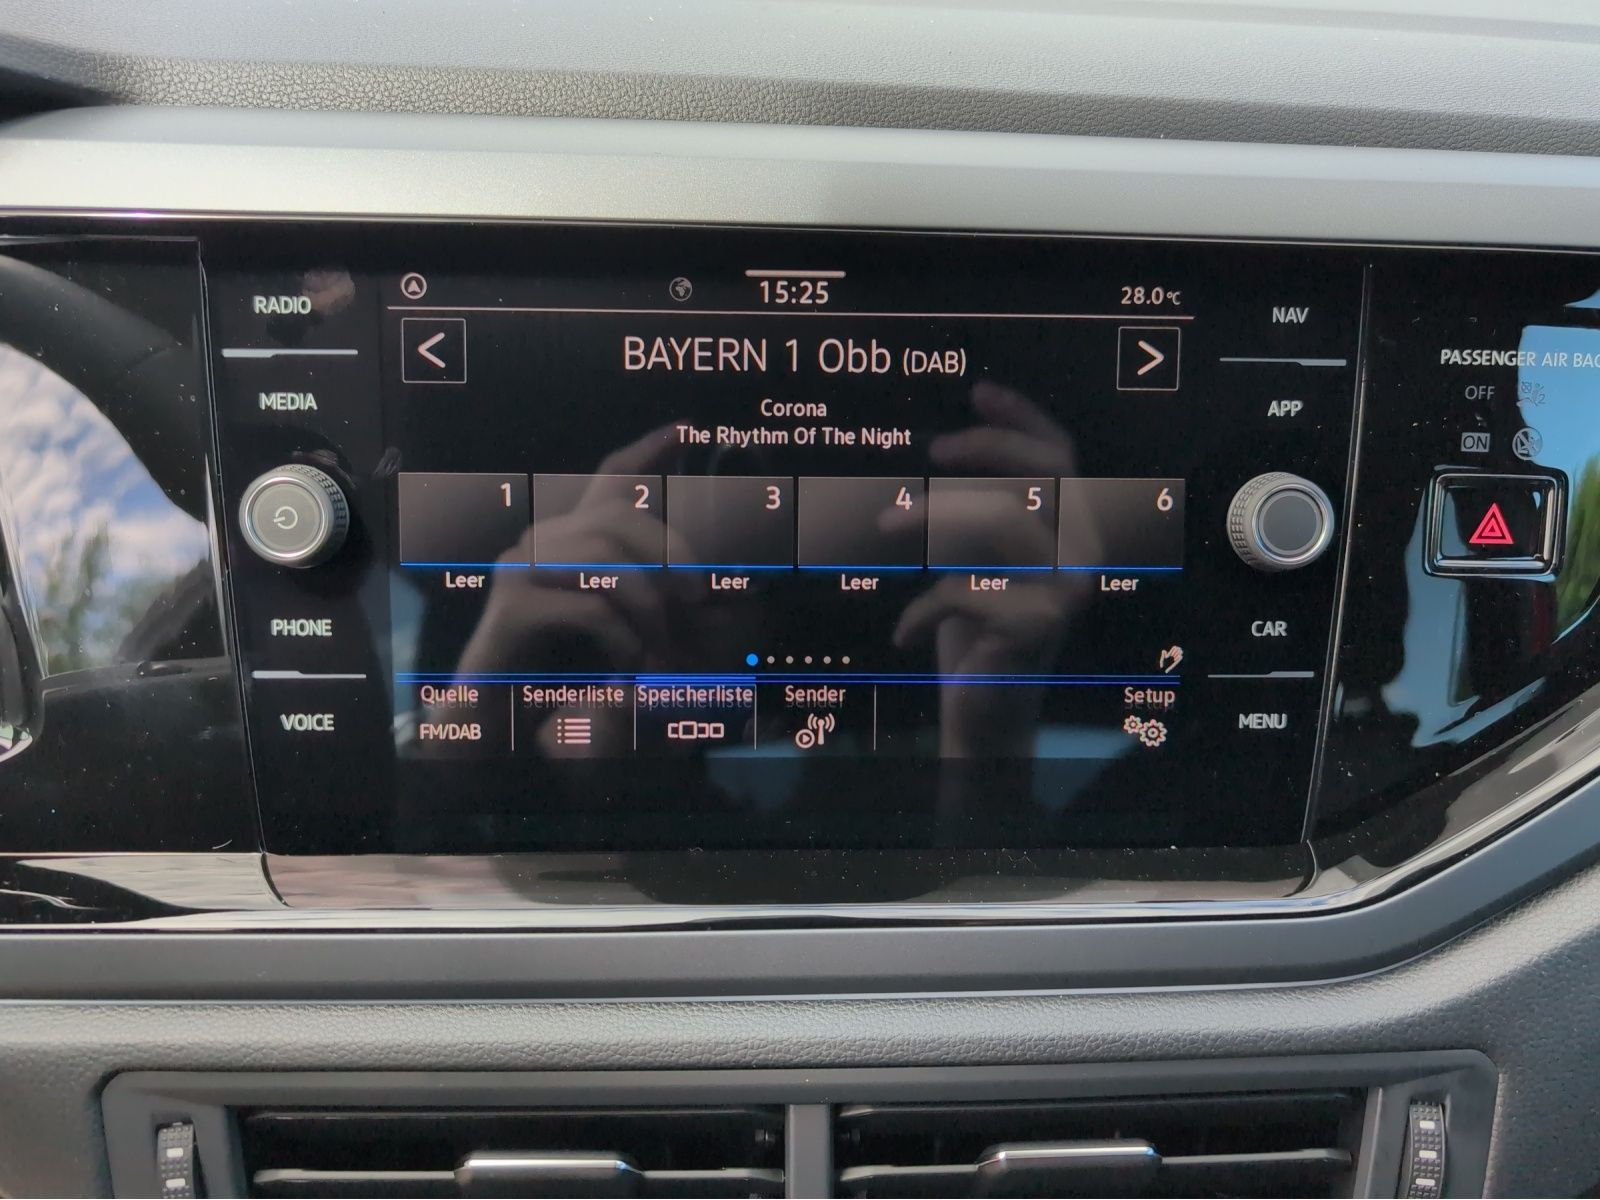 RADIO
MEDIA
PHONE
VOICE
15:25
28.0°C
BAYERN 1 Obb (DAB)
Corona
The Rhythm Of The Night
1 2 3 4 5 6
Leer Leer Leer Leer Leer Leer
Quelle Senderliste Speicherliste Sender Setup
FM/DAB
NAV
APP
CAR
MENU
PASSENGER AIR BAG
OFF
ON